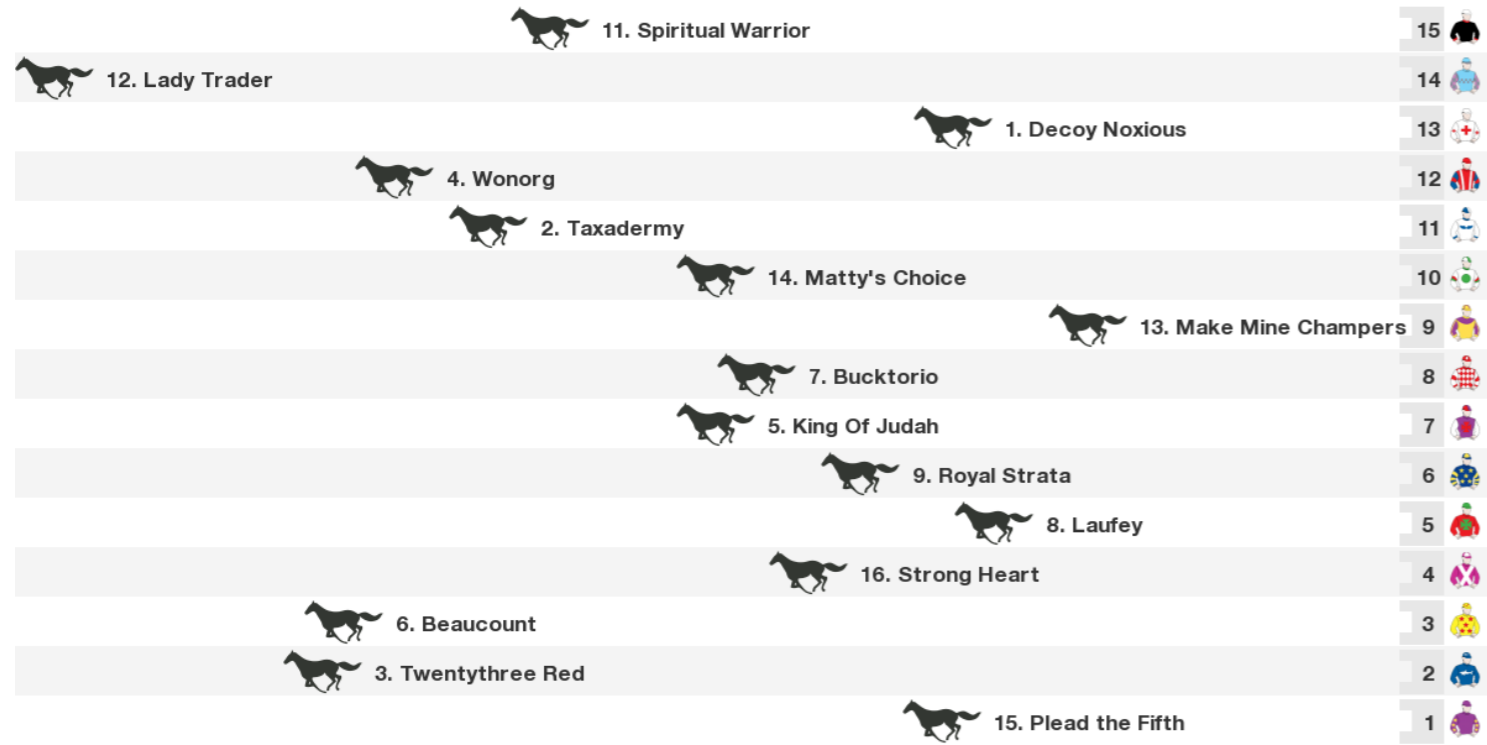 11. Spiritual Warrior 15
12. Lady Trader 14
1. Decoy Noxious 13
4. Wonorg 12
2. Taxadermy 11
14. Matty's Choice 10
13. Make Mine Champers 9
7. Bucktorio 8
5. King Of Judah 7
9. Royal Strata 6
8. Laufey 5
16. Strong Heart 4
6. Beaucount 3
3. Twentythree Red 2
15. Plead the Fifth 1